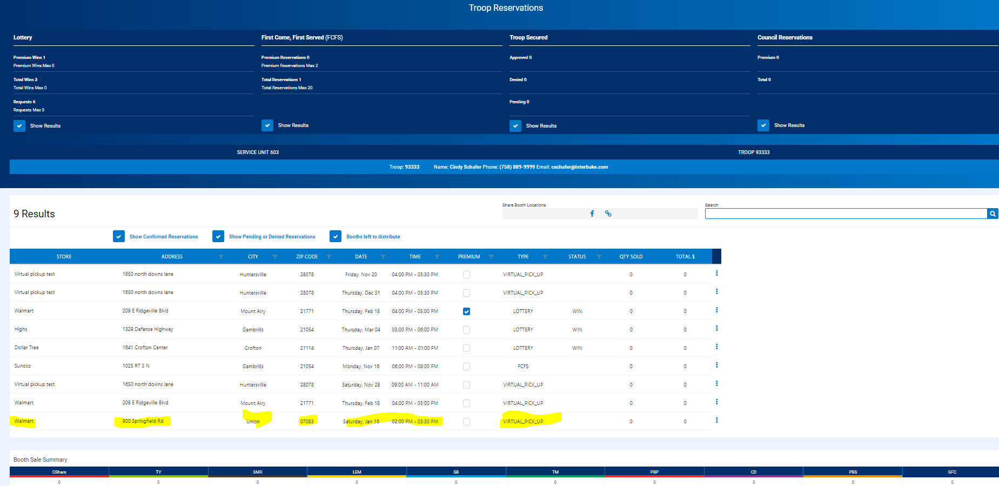 Troop Reservations
Lottery
First Come, First Served (FCFS)
Troop Secured
Council Reservations
Premium Wins 1
Premium Wins Max 0
Premium Reservations 0
Premium Reservations Max 2
Approved 0
Premium 0
Total Wins 3
Total Wins Max 0
Total Reservations 1
Total Reservations Max 20
Denied 0
Total 0
Requests 6
Requests Max 0
Pending 0
Show Results
Show Results
Show Results
Show Results
SERVICE UNIT 603 TROOP 93333
Troop: 93333 Name: Cindy Schafer Phone: (758) 889-9999 Email: cschafer@interbake.com
9 Results
Share Booth Locations
Search
Show Confirmed Reservations Show Pending or Denied Reservations Booths left to distribute
STORE ADDRESS CITY ZIP CODE DATE TIME PREMIUM TYPE STATUS QTY SOLD TOTAL $
Virtual pickup test 1650 north downs lane Huntersville 28078 Friday, Nov 20 04:00 PM - 05:30 PM VIRTUAL_PICK_UP 0 0
Virtual pickup test 1650 north downs lane Huntersville 28078 Thursday, Dec 31 04:00 PM - 05:30 PM VIRTUAL_PICK_UP 0 0
Walmart 209 E Ridgeville Blvd Mount Airy 21771 Thursday, Feb 18 04:00 PM - 05:00 PM LOTTERY WIN 0 0
Highs 1329 Defense Highway Gambrills 21054 Thursday, Mar 04 03:00 PM - 06:00 PM LOTTERY WIN 0 0
Dollar Tree 1641 Crofton Center Crofton 21114 Thursday, Jan 07 11:00 AM - 01:00 PM LOTTERY WIN 0 0
Sunoco 1025 RT 3 N Gambrills 21054 Monday, Nov 16 06:00 PM - 08:00 PM FCFS 0 0
Virtual pickup test 1650 north downs lane Huntersville 28078 Saturday, Nov 28 09:00 AM - 11:00 AM VIRTUAL_PICK_UP 0 0
Walmart 209 E Ridgeville Blvd Mount Airy 21771 Thursday, Feb 18 04:00 PM - 05:00 PM VIRTUAL_PICK_UP 0 0
Walmart 900 Springfield Rd Union 07083 Saturday, Jan 16 02:00 PM - 03:30 PM VIRTUAL_PICK_UP 0 0
Booth Sale Summary
CShare TY SMR LEM SB TM PBP CD PBS GFC
0 0 0 0 0 0 0 0 0 0